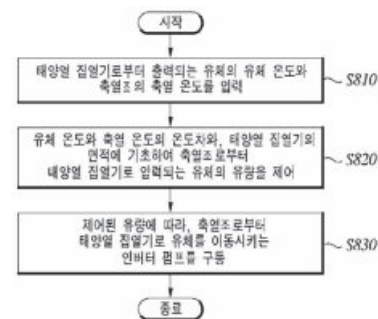 시작
태양열 집열기로부터 출력되는 유체의 유체 온도와
축열조의 축열 온도를 입력
S810
유체 온도와 축열 온도의 온도차와, 태양열 집열기의
면적에 기초하여 축열조로부터
태양열 집열기로 입력되는 유체의 유량을 제어
S820
제어된 유량에 따라, 축열조로부터
태양열 집열기로 유체를 이동시키는
인버터 펌프를 구동
S830
종료